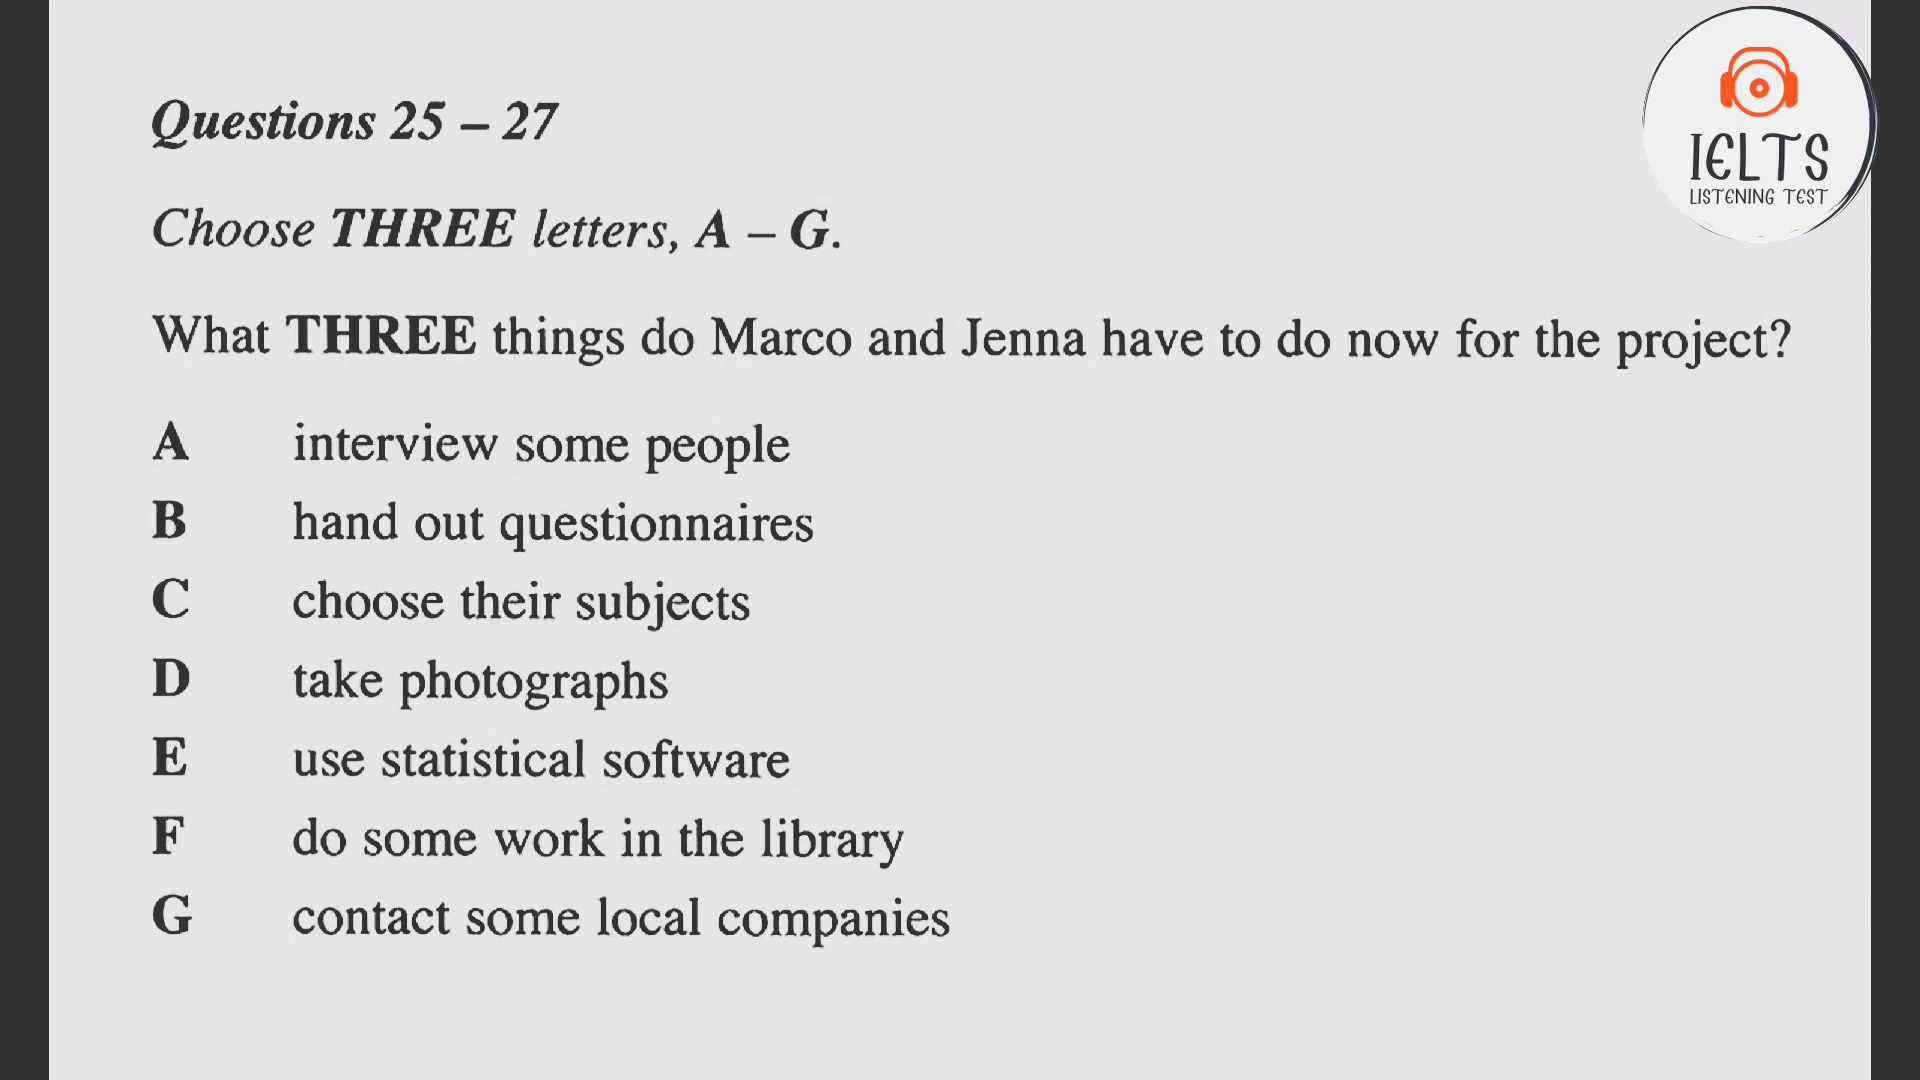 Questions 25 – 27
Choose THREE letters, A – G.
What THREE things do Marco and Jenna have to do now for the project?
A interview some people
B hand out questionnaires
C choose their subjects
D take photographs
E use statistical software
F do some work in the library
G contact some local companies
IELTS
LISTENING TEST